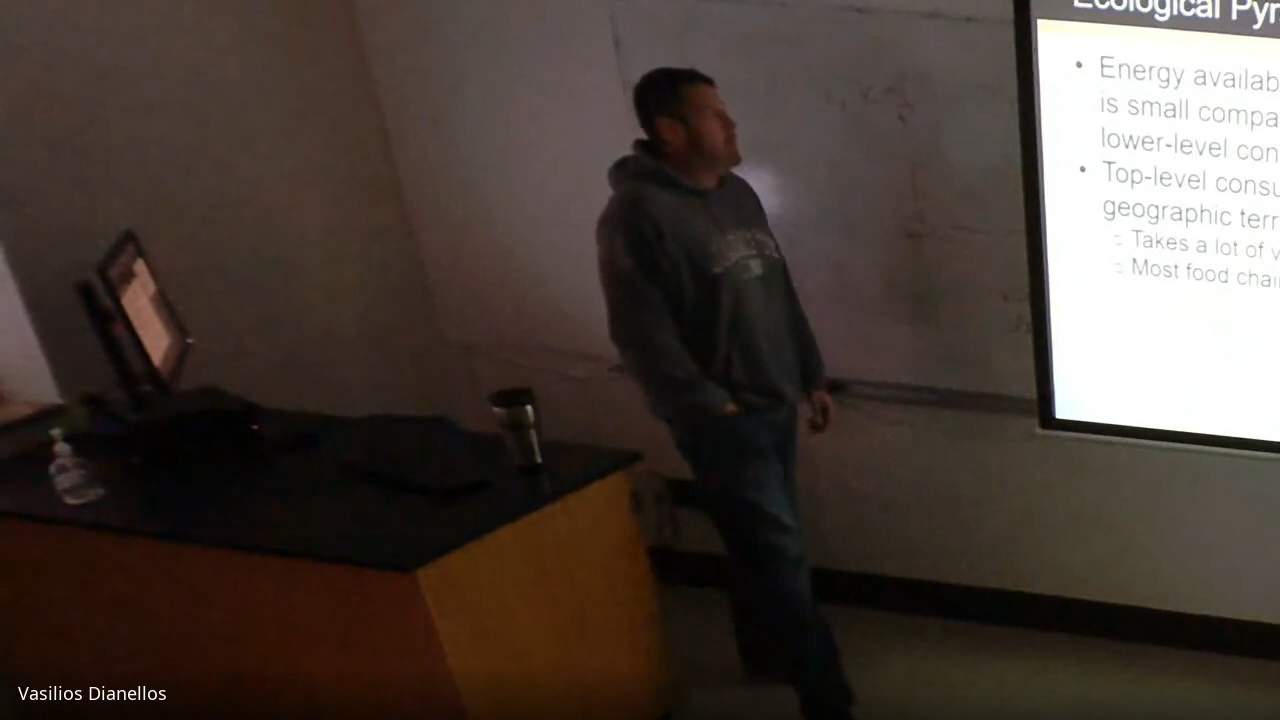 Ecological Pyr
Energy availab
is small compa
lower-level con
Top-level consu
geographic terr
Takes a lot of v
Most food chai
Vasilios Dianellos